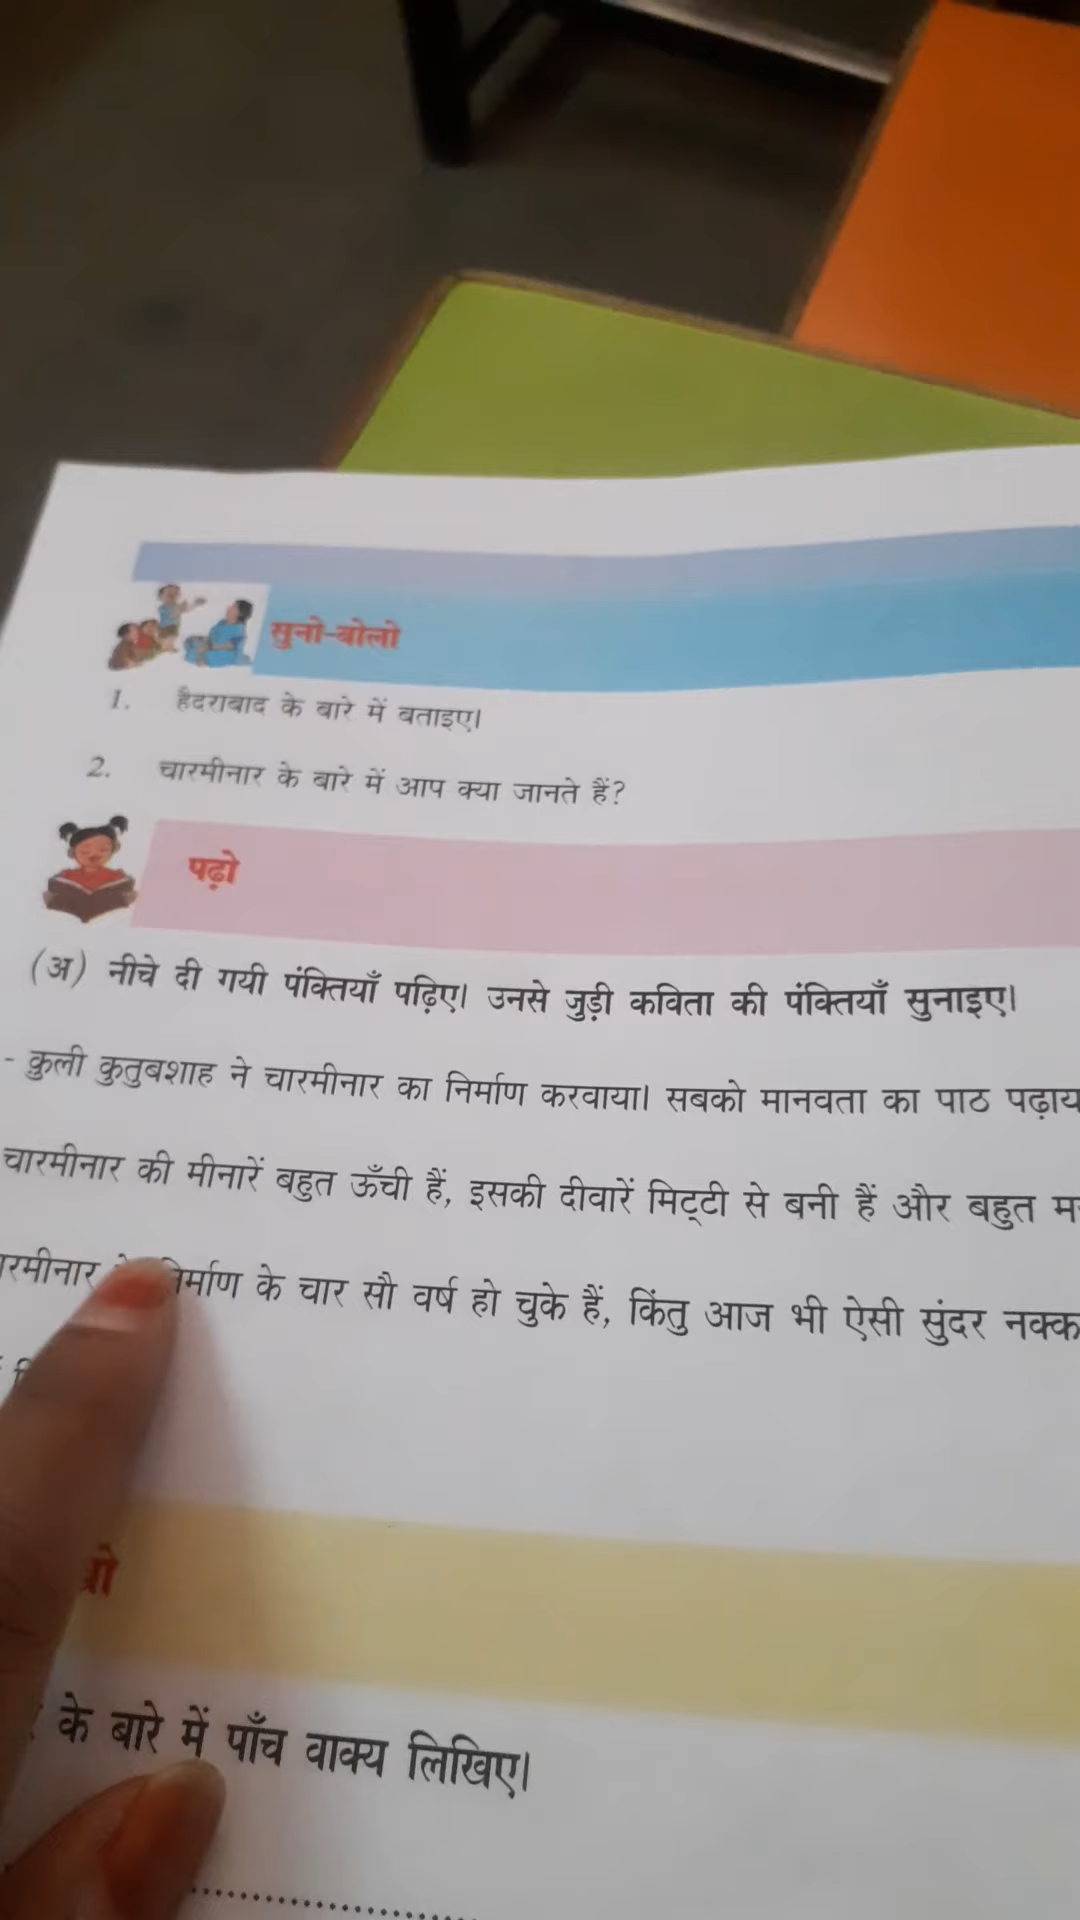 सुनो-बोलो
1. हैदराबाद के बारे में बताइए।
2. चारमीनार के बारे में आप क्या जानते हैं?
पढ़ो
(अ) नीचे दी गयी पंक्तियाँ पढ़िए। उनसे जुड़ी कविता की पंक्तियाँ सुनाइए।
- क़ुली क़ुतुबशाह ने चारमीनार का निर्माण करवाया। सबको मानवता का पाठ
चारमीनार की मीनारें बहुत ऊँची हैं, इसकी दीवारें मिट्टी से बनी हैं और बहुत
के चार सौ वर्ष हो चुके हैं, किंतु आज भी ऐसी सुंदर
के बारे में पाँच वाक्य लिखिए।